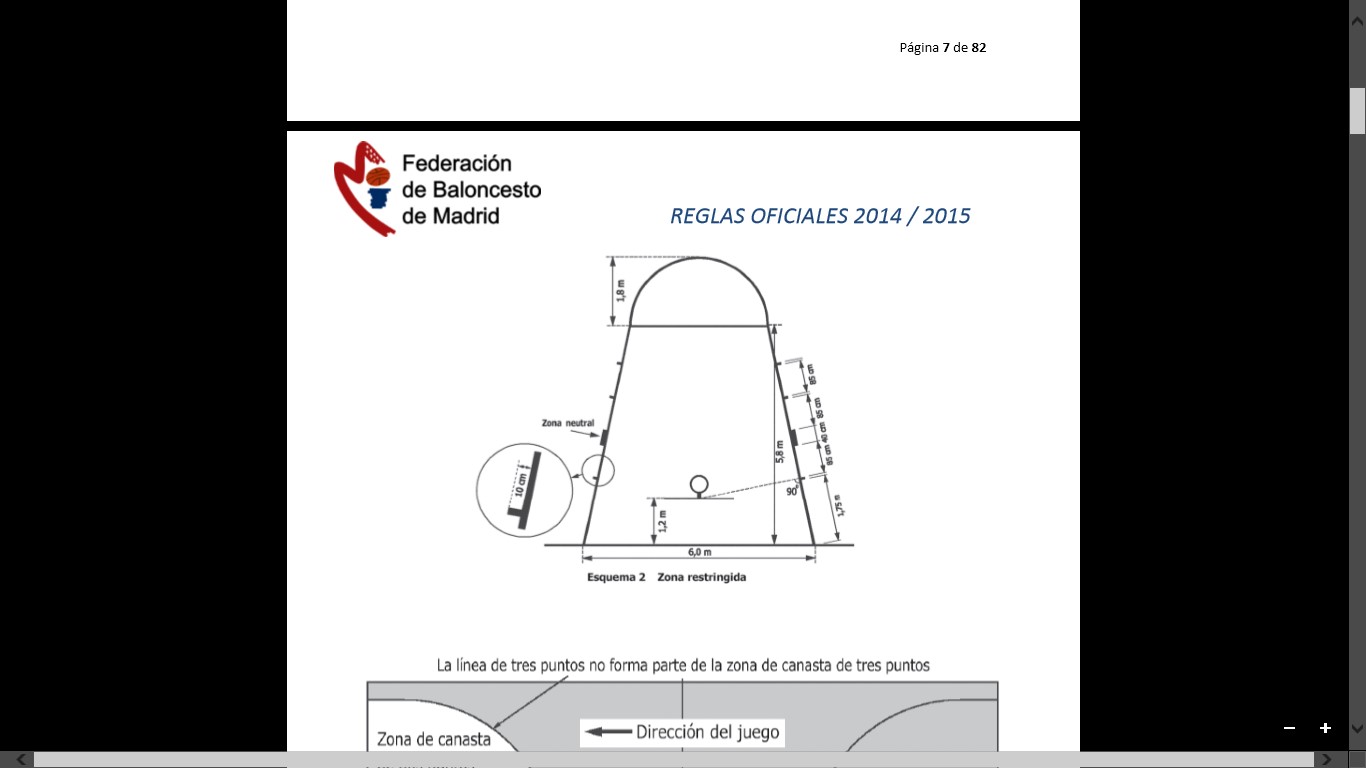 Página 7 de 82
Federación
de Baloncesto
de Madrid
REGLAS OFICIALES 2014 / 2015
1,8 m
85 cm
85 cm
Zona neutral
40 cm
85 cm
5,8 m
10 cm
90°
1,75 m
1,2 m
6,0 m
Esquema 2 Zona restringida
La línea de tres puntos no forma parte de la zona de canasta de tres puntos
Dirección del juego
Zona de canasta